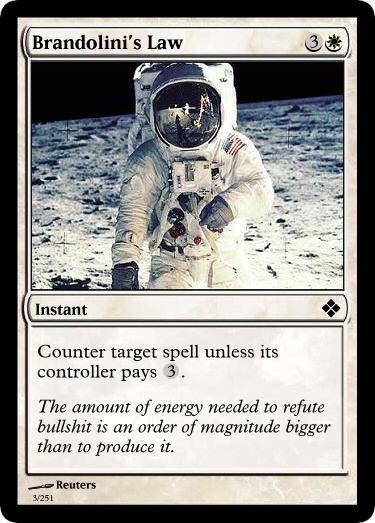 Brandolini's Law 3
Instant
Counter target spell unless its
controller pays 3.
The amount of energy needed to refute
bullshit is an order of magnitude bigger
than to produce it.
Reuters
3/251